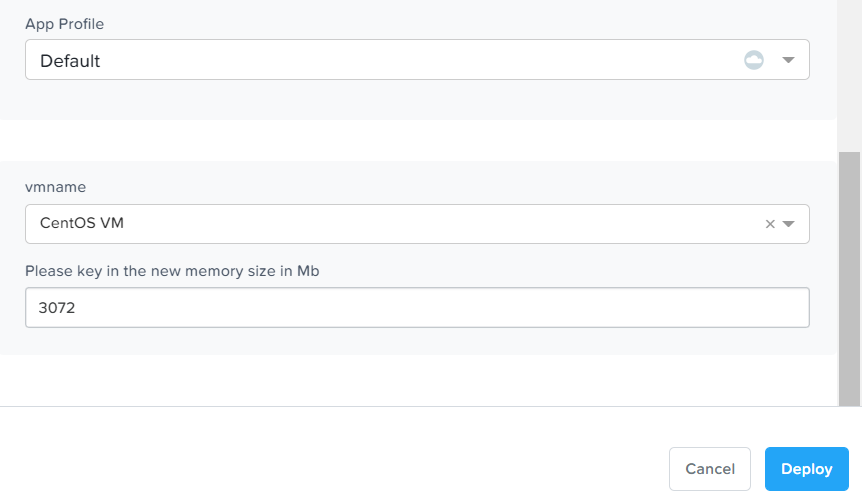 App Profile
Default
vmname
CentOS VM
Please key in the new memory size in Mb
3072
Cancel
Deploy